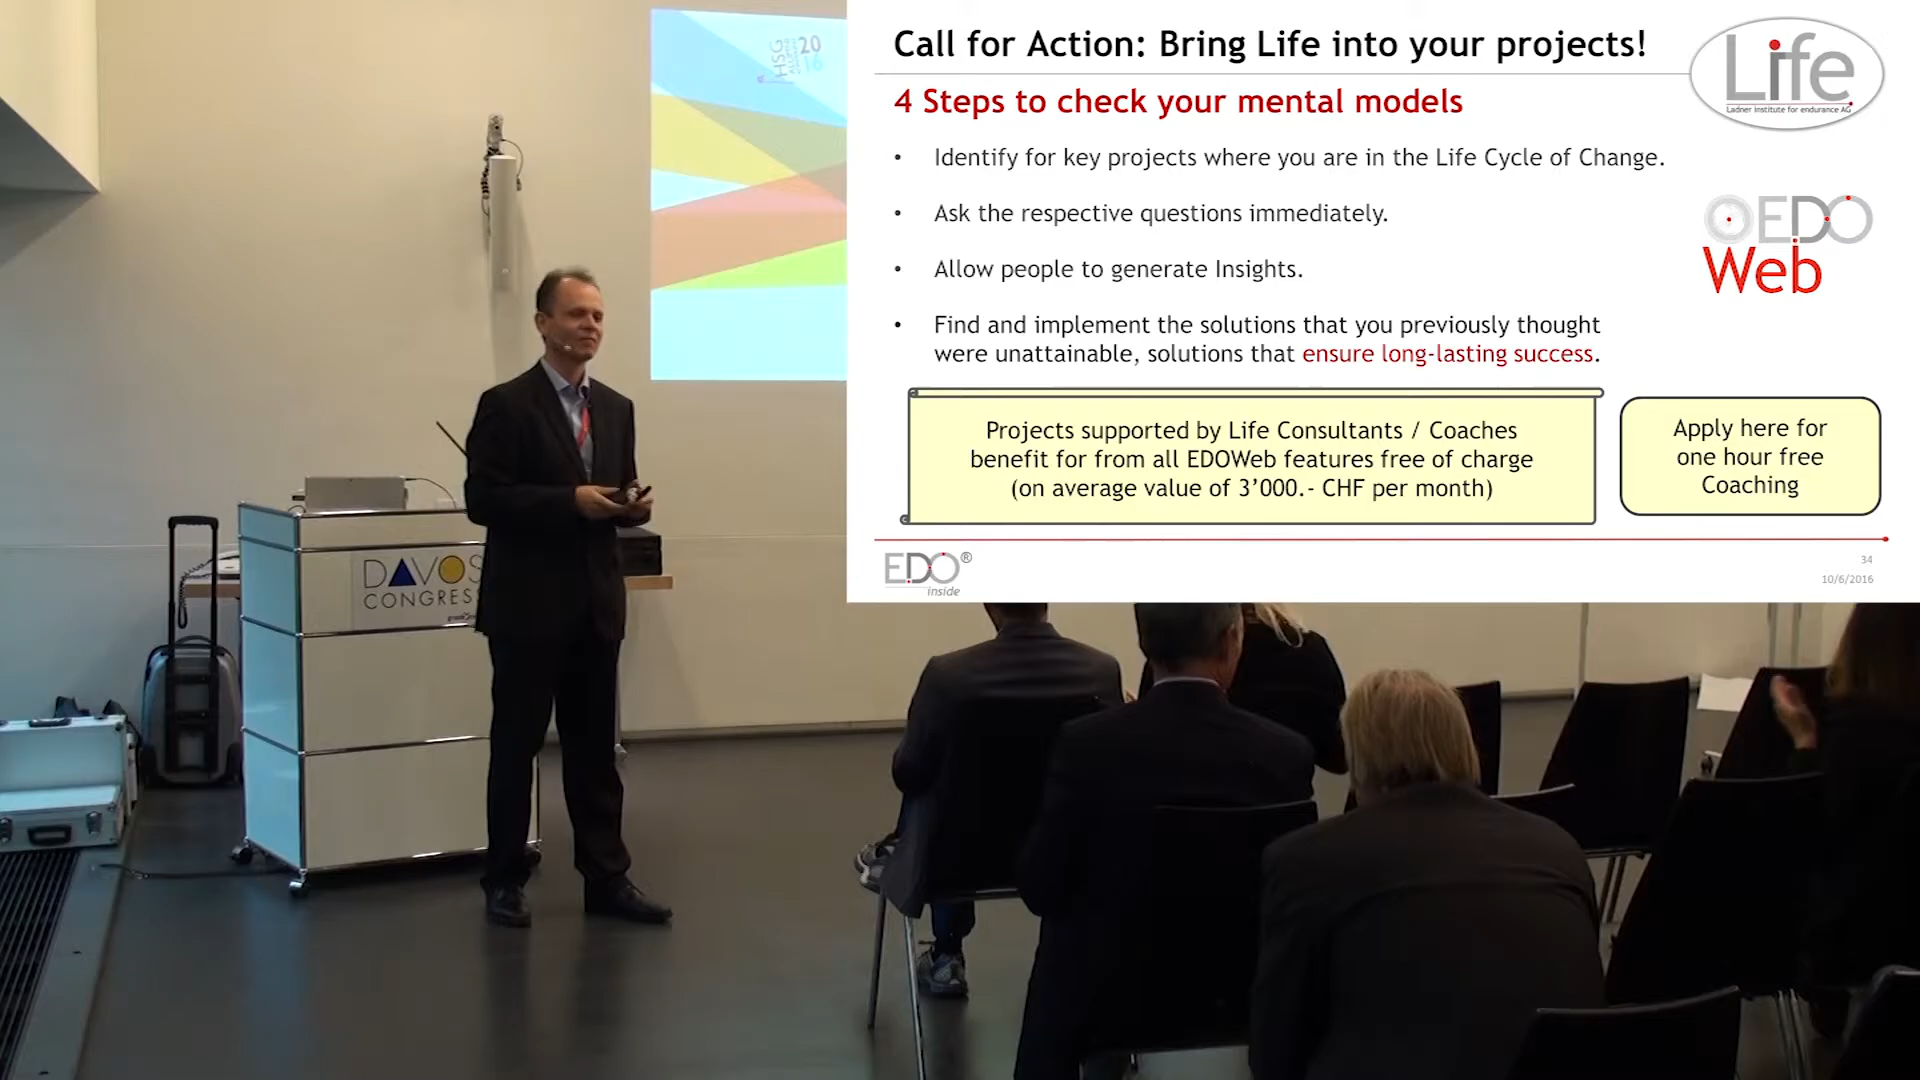 HSG
20
16
Call for Action: Bring Life into your projects!
Life
Ladner Institute for endurance AG
4 Steps to check your mental models
• Identify for key projects where you are in the Life Cycle of Change.
• Ask the respective questions immediately.
• Allow people to generate Insights.
• Find and implement the solutions that you previously thought
were unattainable, solutions that ensure long-lasting success.
EDO
Web
Projects supported by Life Consultants / Coaches
benefit for from all EDOWeb features free of charge
(on average value of 3’000.- CHF per month)
Apply here for
one hour free
Coaching
EDO®
inside
34
10/6/2016
DAVOS
CONGRESS